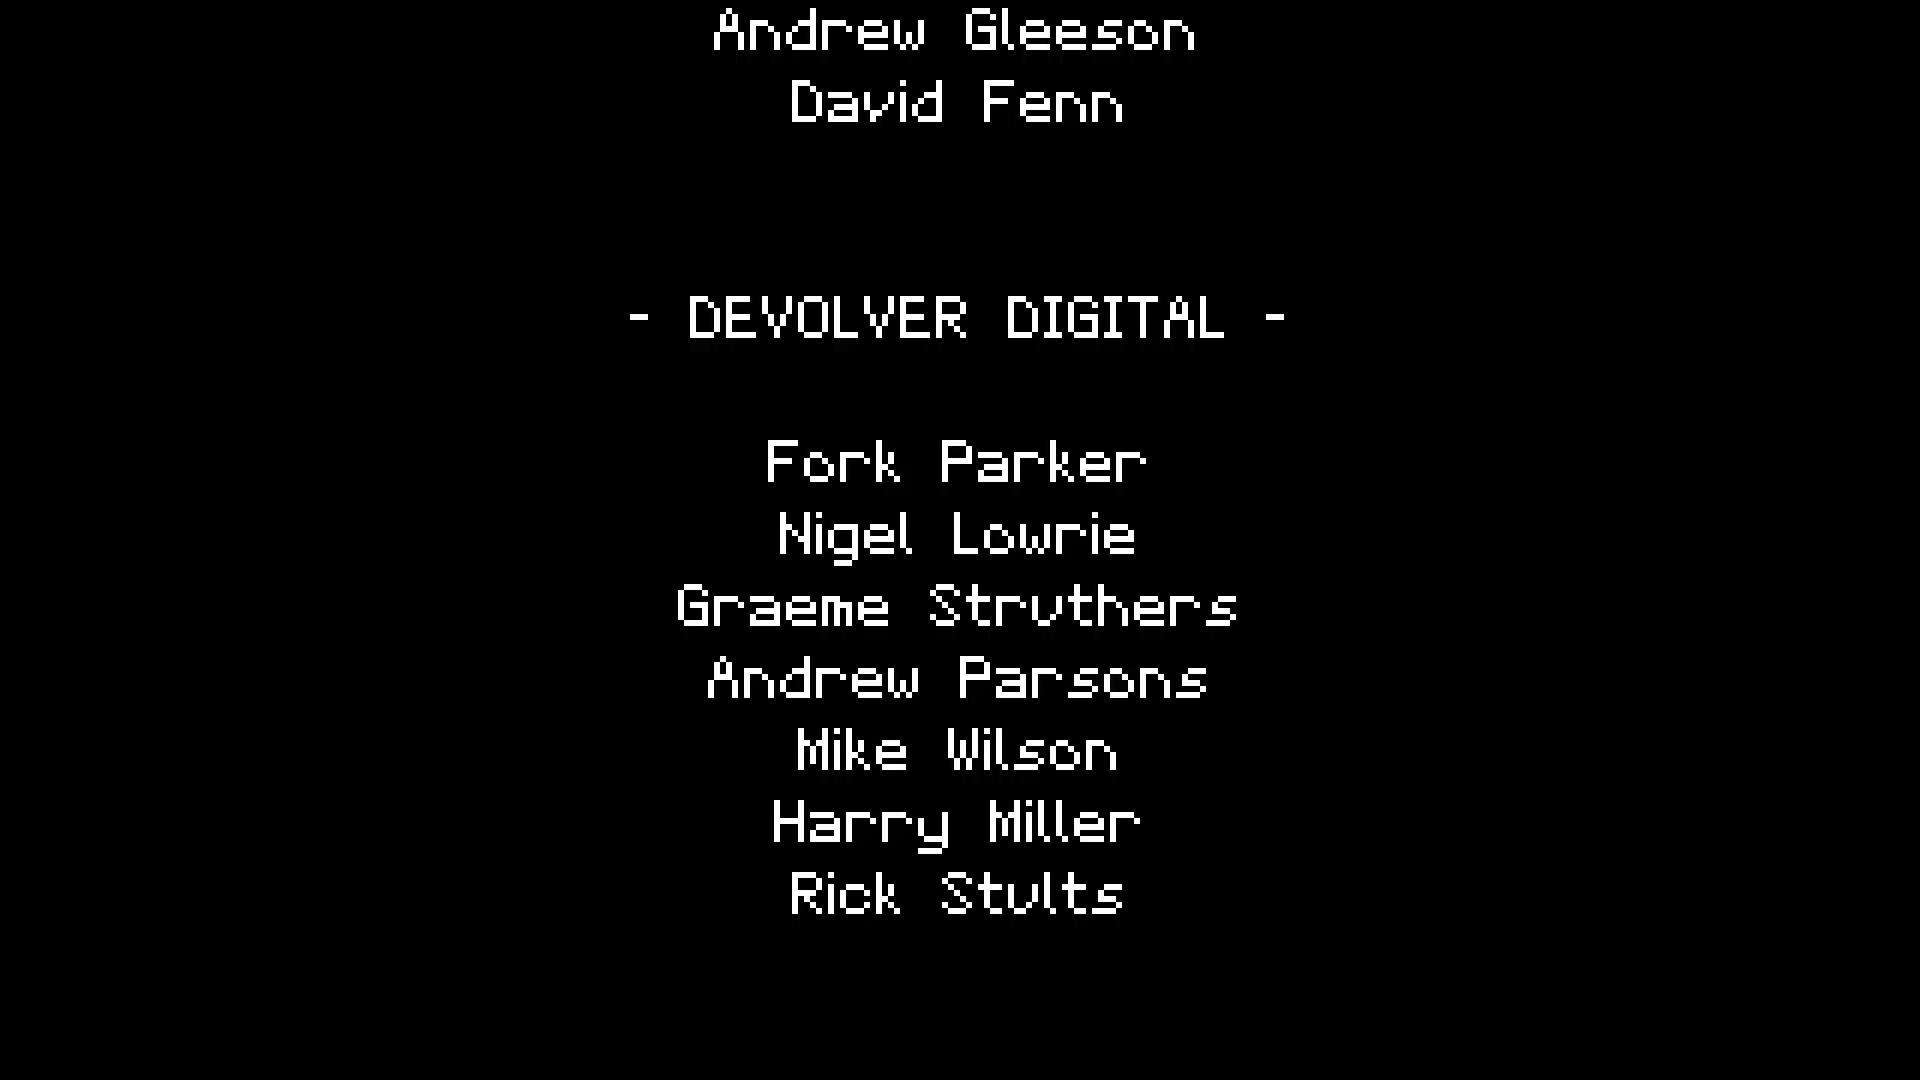 Andrew Gleeson
David Fenn
- DEVOLVER DIGITAL -
Fork Parker
Nigel Lowrie
Graeme Struthers
Andrew Parsons
Mike Wilson
Harry Miller
Rick Stults